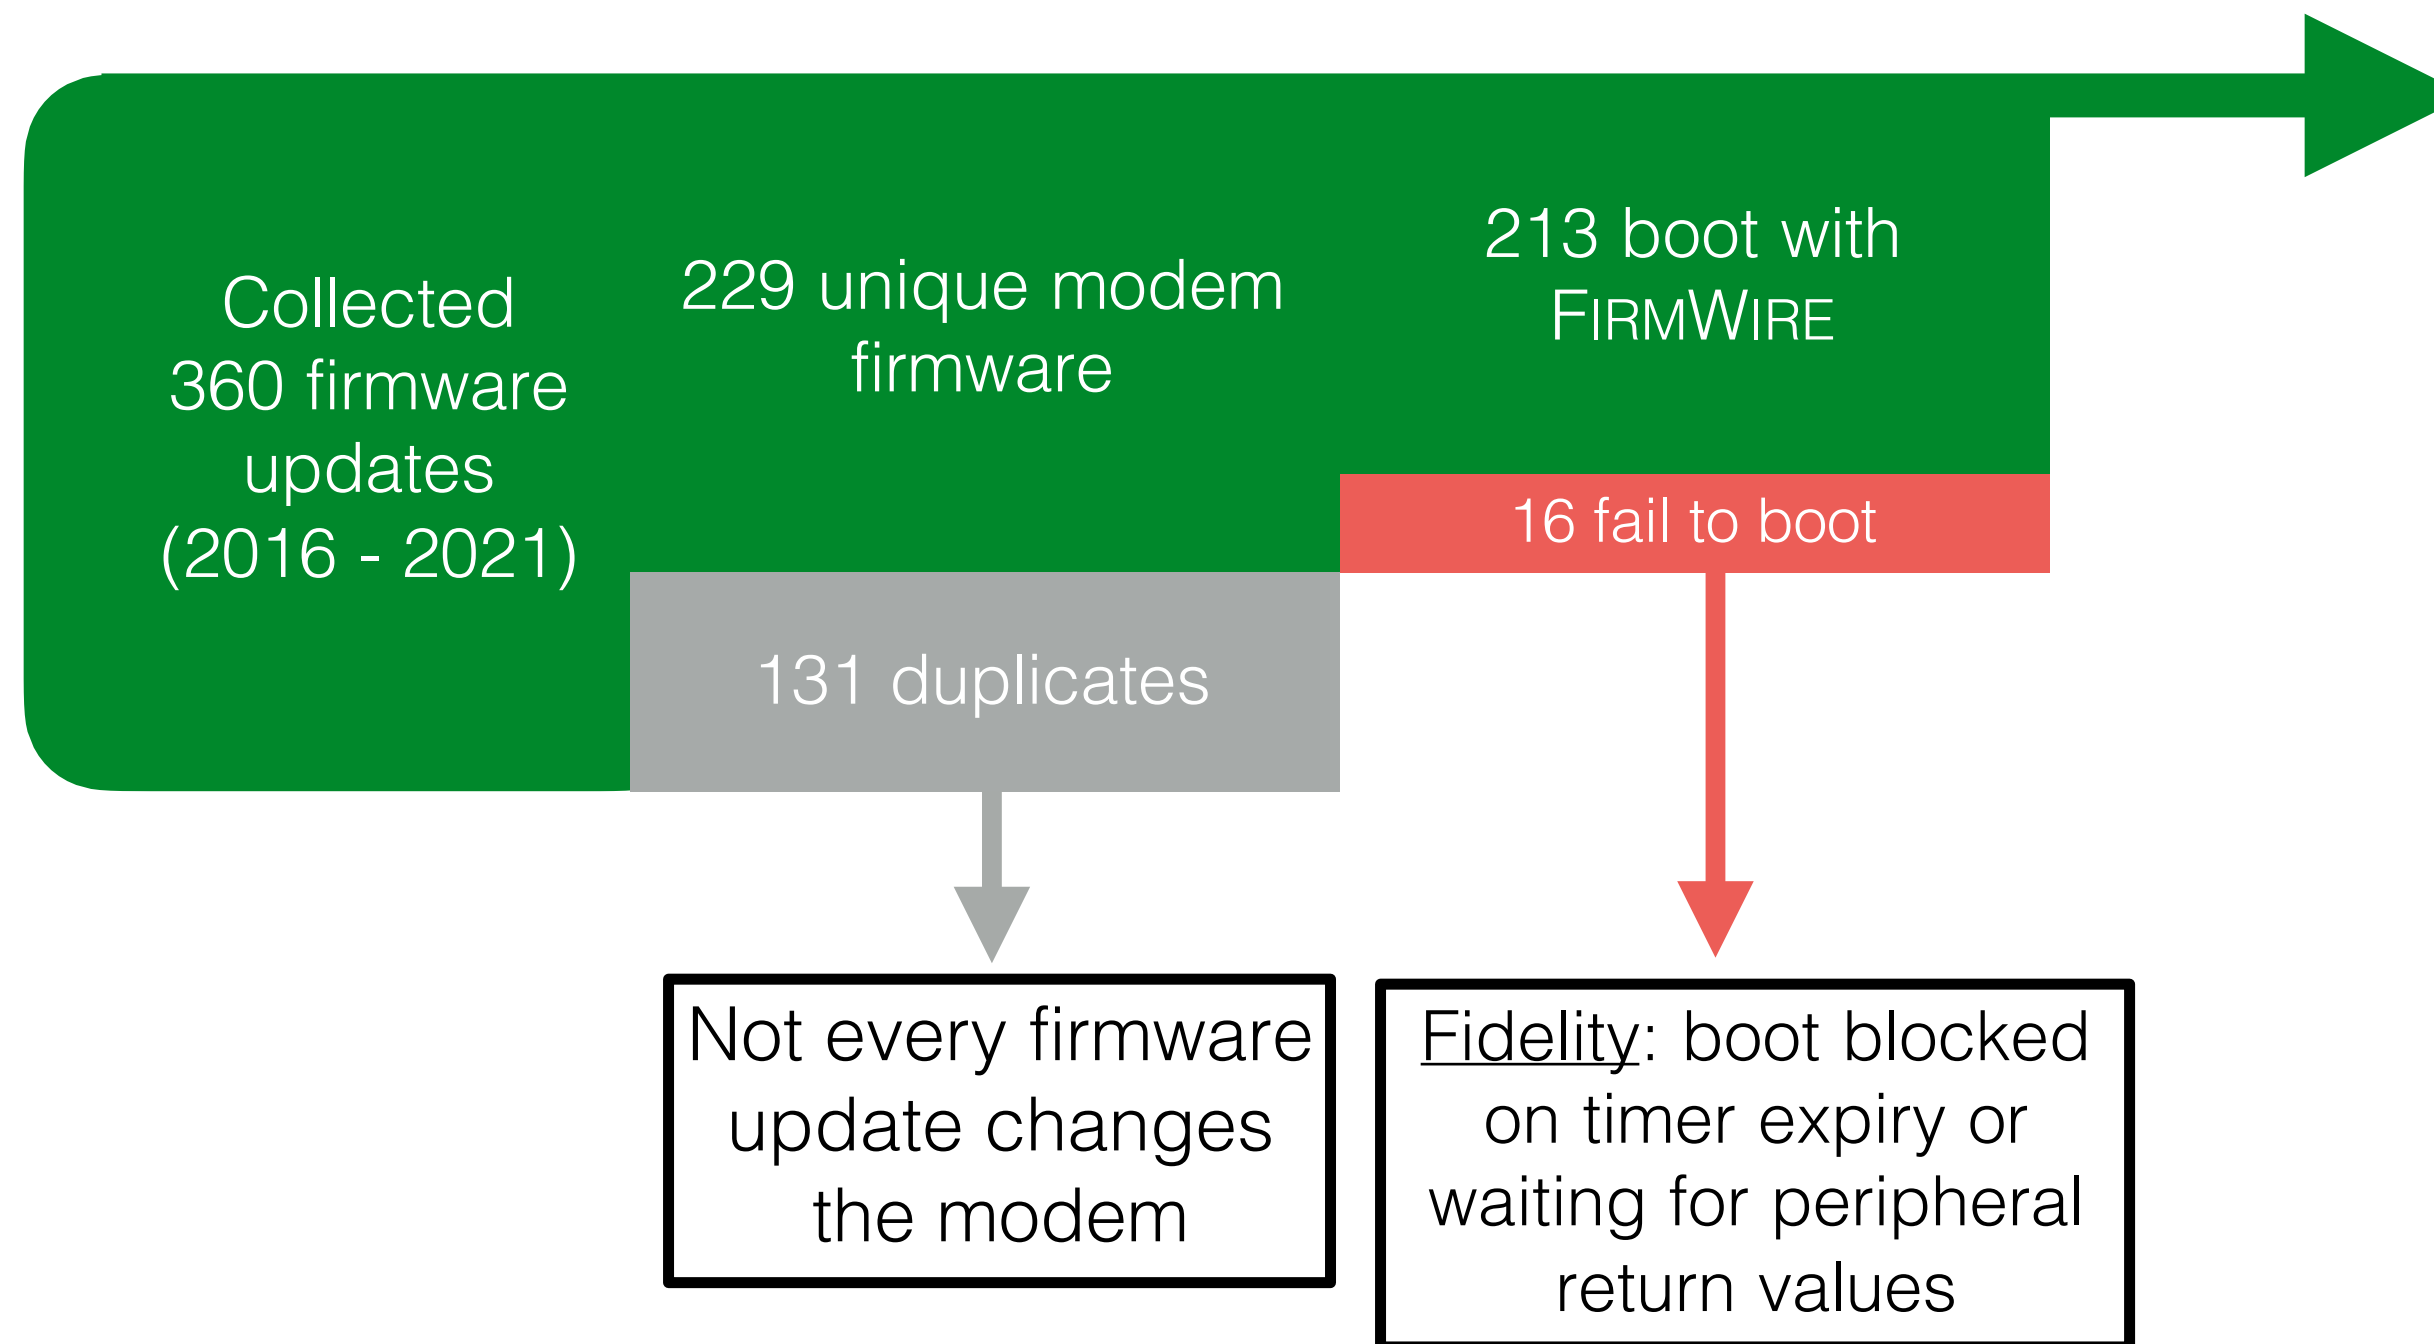 Collected
360 firmware
updates
(2016 - 2021)
229 unique modem
firmware
131 duplicates
213 boot with
FIRMWIRE
16 fail to boot
Not every firmware
update changes
the modem
Fidelity: boot blocked
on timer expiry or
waiting for peripheral
return values